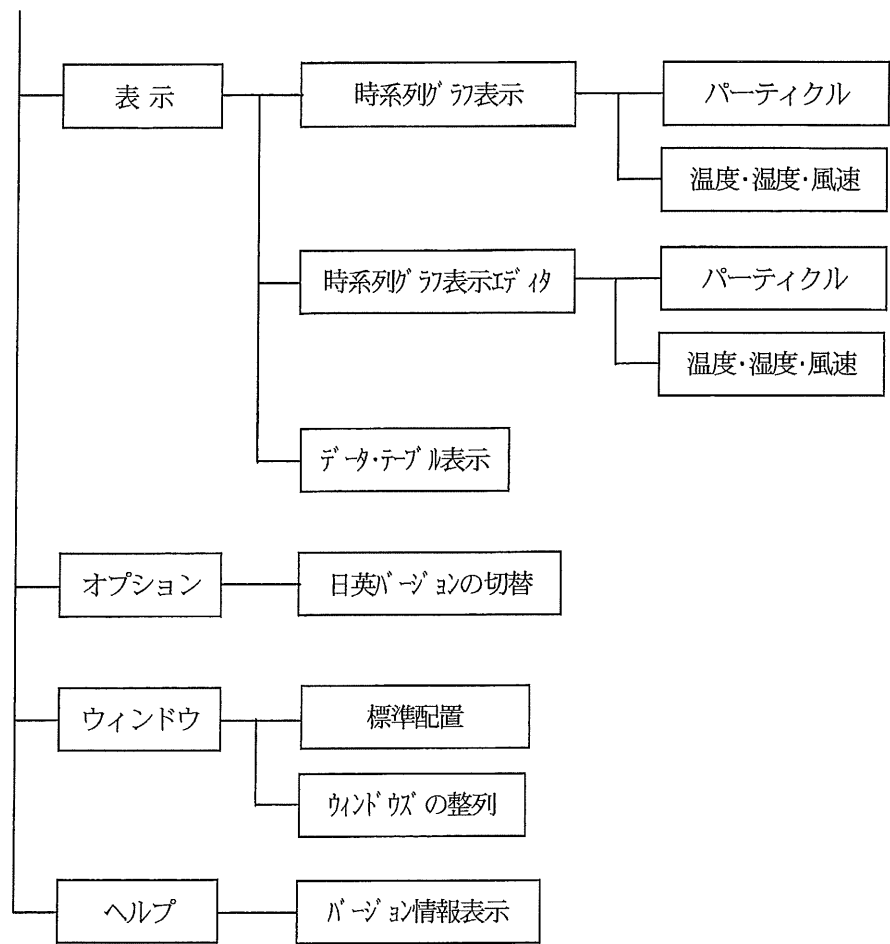 表示
時系列ｸﾞﾗﾌ表示
パーティクル
温度・湿度・風速
時系列ｸﾞﾗﾌ表示ｴﾃﾞｨﾀ
パーティクル
温度・湿度・風速
ﾃﾞｰﾀ・ﾃｰﾌﾞﾙ表示
オプション
日英ﾊﾞｰｼﾞｮﾝの切替
ウィンドウ
標準配置
ｳｨﾝﾄﾞｳｽﾞの整列
ヘルプ
ﾊﾞｰｼﾞｮﾝ情報表示